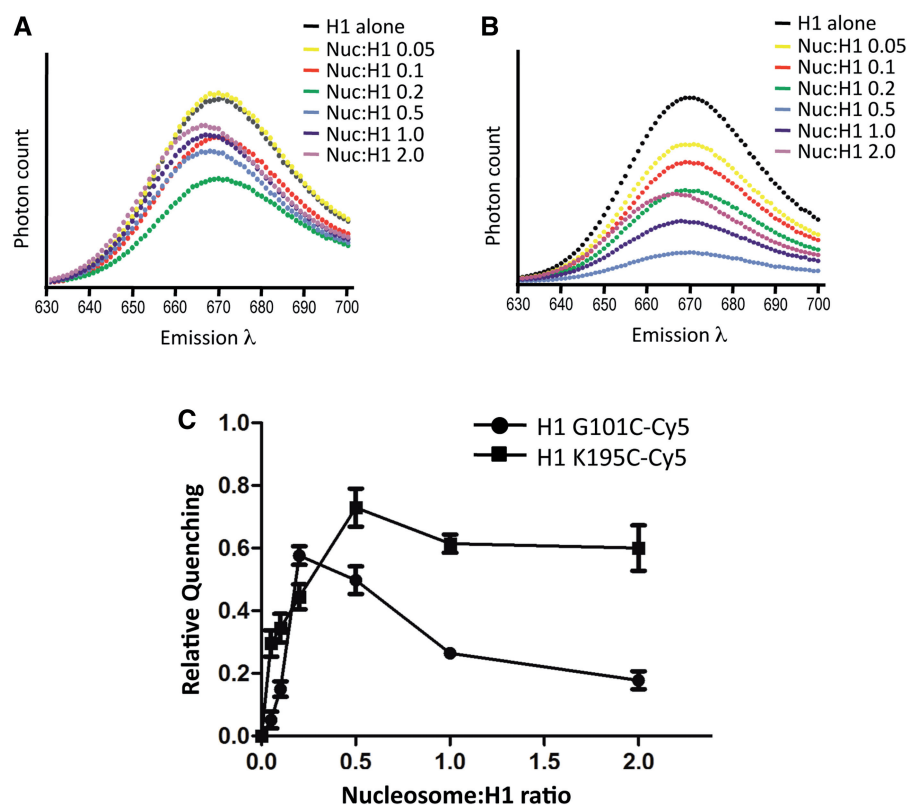 A
H1 alone
Nuc:H1 0.05
Nuc:H1 0.1
Nuc:H1 0.2
Nuc:H1 0.5
Nuc:H1 1.0
Nuc:H1 2.0
Photon count
630 640 650 660 670 680 690 700
Emission λ
B
H1 alone
Nuc:H1 0.05
Nuc:H1 0.1
Nuc:H1 0.2
Nuc:H1 0.5
Nuc:H1 1.0
Nuc:H1 2.0
Photon count
630 640 650 660 670 680 690 700
Emission λ
C
H1 G101C-Cy5
H1 K195C-Cy5
Relative Quenching
1.0
0.8
0.6
0.4
0.2
0.0
0.0 0.5 1.0 1.5 2.0
Nucleosome:H1 ratio